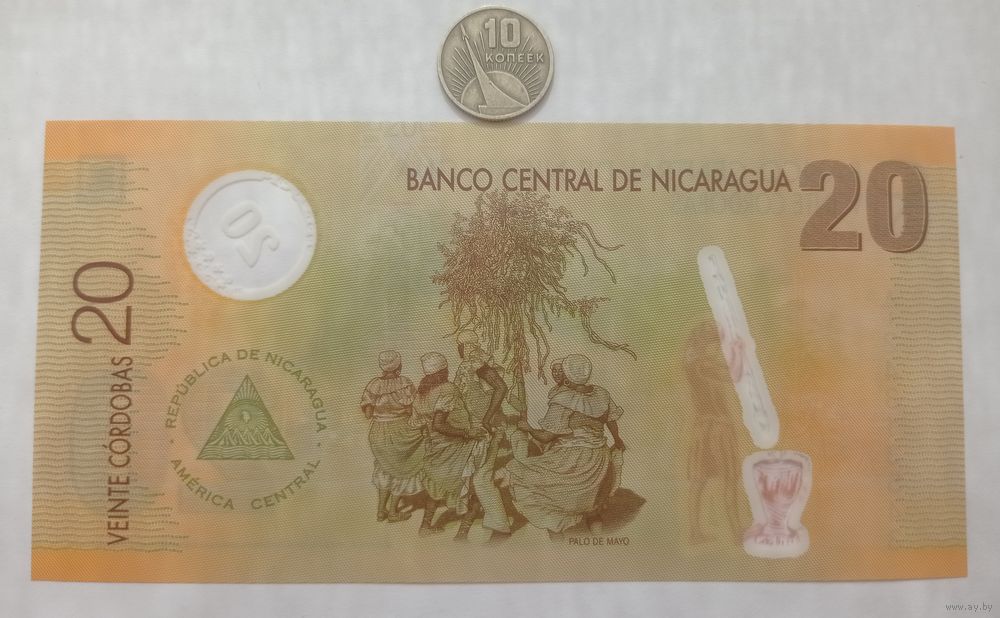 10
КОПЕЕК
BANCO CENTRAL DE NICARAGUA
20
20
VEINTE CÓRDOBAS 20
· REPÚBLICA DE NICARAGUA ·
AMÉRICA CENTRAL
PALO DE MAYO
www.ay.by